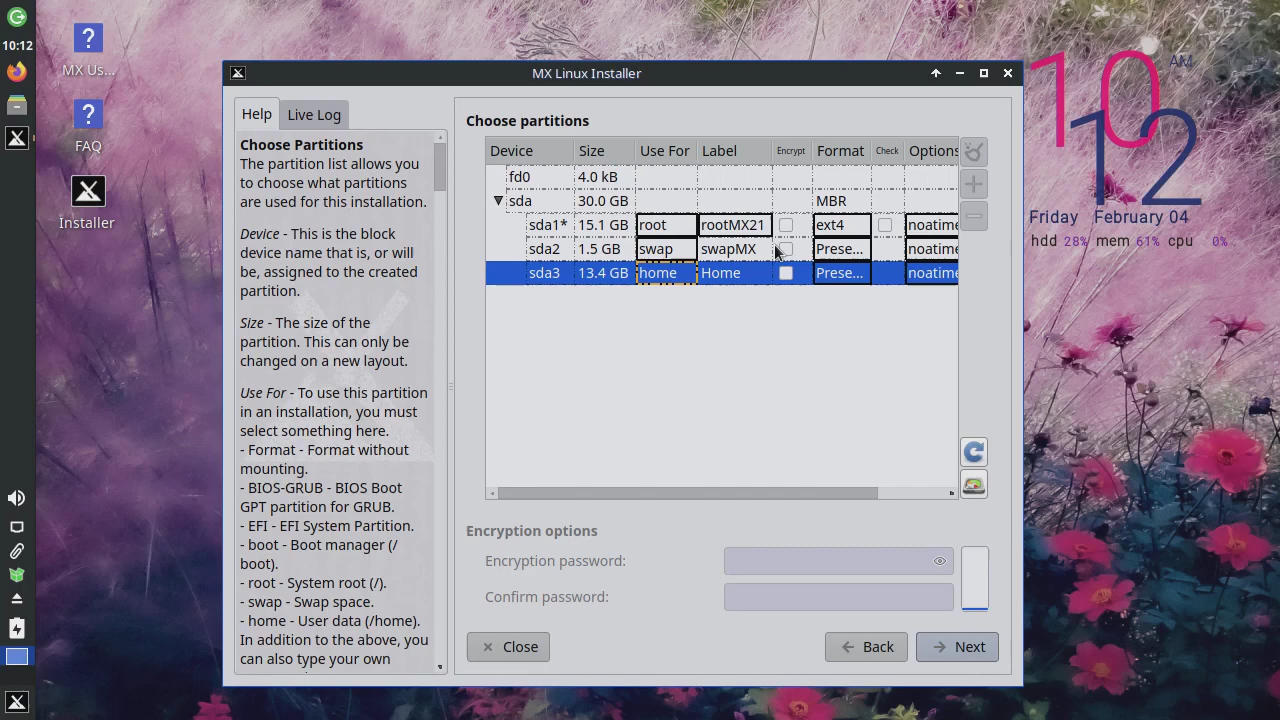 10:12
MX Us...
FAQ
Installer
MX Linux Installer
Help
Live Log
Choose Partitions
The partition list allows you
to choose what partitions
are used for this installation.
Device - This is the block
device name that is, or will
be, assigned to the created
partition.
Size - The size of the
partition. This can only be
changed on a new layout.
Use For - To use this partition
in an installation, you must
select something here.
- Format - Format without
mounting.
- BIOS-GRUB - BIOS Boot
GPT partition for GRUB.
- EFI - EFI System Partition.
- boot - Boot manager (/
boot).
- root - System root (/).
- swap - Swap space.
- home - User data (/home).
In addition to the above, you
can also type your own
Choose partitions
Device Size Use For Label Encrypt Format Check Options
fd0 4.0 kB
sda 30.0 GB MBR
sda1* 15.1 GB root rootMX21 ext4 noatime
sda2 1.5 GB swap swapMX Prese... noatime
sda3 13.4 GB home Home Prese... noatime
Encryption options
Encryption password:
Confirm password:
Close
Back
Next
10 AM
12
Friday February 04
hdd 28% mem 61% cpu 0%